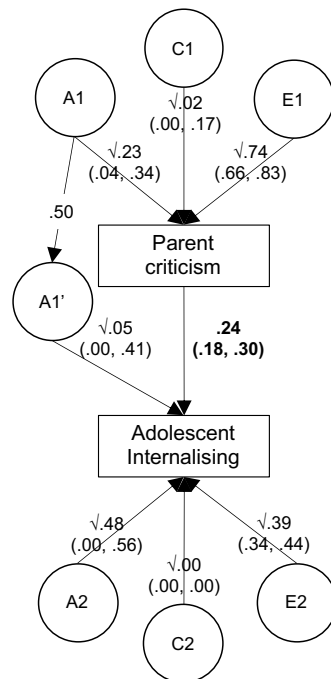 C1
A1
E1
√.02
(.00, .17)
√.23
(.04, .34)
√.74
(.66, .83)
.50
Parent
criticism
A1’
√.05
(.00, .41)
.24
(.18, .30)
Adolescent
Internalising
√.48
(.00, .56)
√.00
(.00, .00)
√.39
(.34, .44)
A2
C2
E2